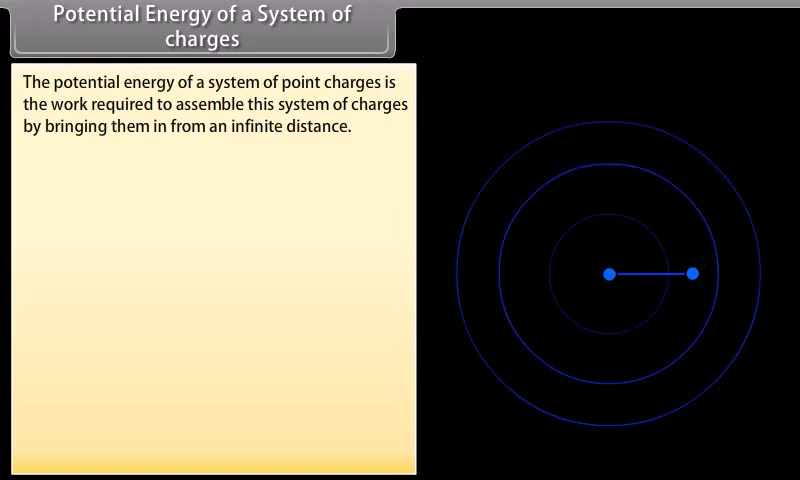 Potential Energy of a System of
charges
The potential energy of a system of point charges is
the work required to assemble this system of charges
by bringing them in from an infinite distance.